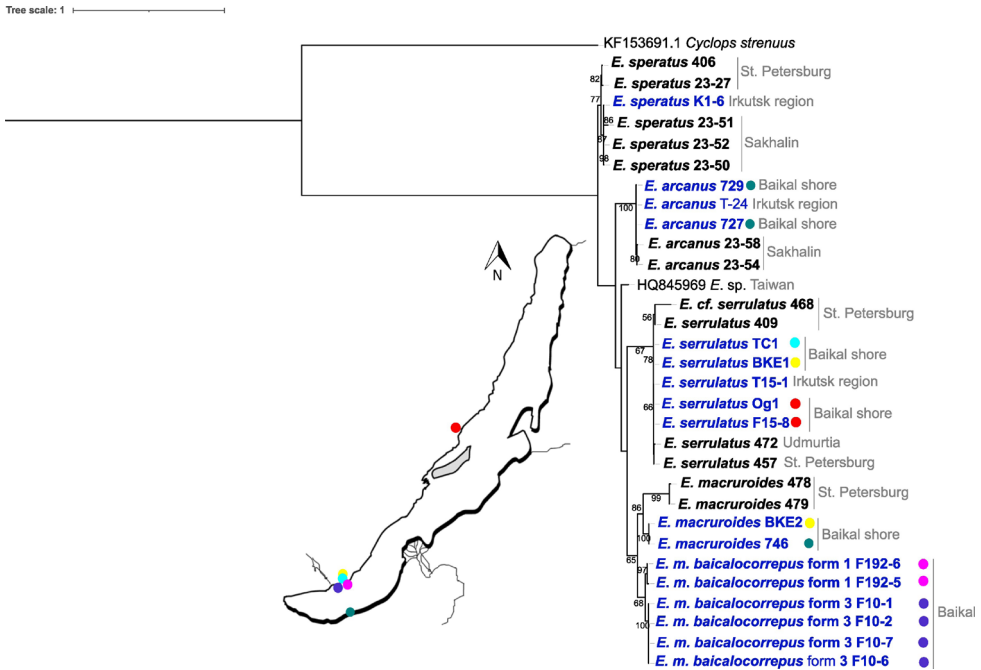 Tree scale: 1
KF153691.1 Cyclops strenuus
E. speratus 406
St. Petersburg
82
E. speratus 23-27
77
E. speratus K1-6 Irkutsk region
86
E. speratus 23-51
67
E. speratus 23-52
Sakhalin
98
E. speratus 23-50
E. arcanus 729 Baikal shore
100
E. arcanus T-24 Irkutsk region
E. arcanus 727 Baikal shore
E. arcanus 23-58
Sakhalin
80
E. arcanus 23-54
N
HQ845969 E. sp. Taiwan
E. cf. serrulatus 468
St. Petersburg
56
E. serrulatus 409
E. serrulatus TC1
67
Baikal shore
78
E. serrulatus BKE1
E. serrulatus T15-1 Irkutsk region
E. serrulatus Og1
66
Baikal shore
E. serrulatus F15-8
E. serrulatus 472 Udmurtia
E. serrulatus 457 St. Petersburg
E. macruroides 478
St. Petersburg
99
E. macruroides 479
86
E. macruroides BKE2
Baikal shore
100
E. macruroides 746
65
E. m. baicalocorrepus form 1 F192-6
97
E. m. baicalocorrepus form 1 F192-5
68
E. m. baicalocorrepus form 3 F10-1
Baikal
100
E. m. baicalocorrepus form 3 F10-2
E. m. baicalocorrepus form 3 F10-7
E. m. baicalocorrepus form 3 F10-6